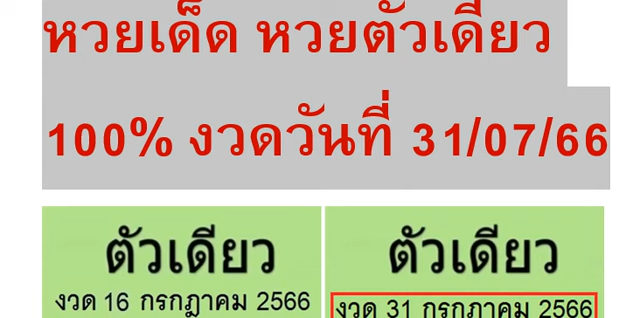 หวยเด็ด หวยตัวเดียว
100% งวดวันที่ 31/07/66
ตัวเดียว
งวด 16 กรกฎาคม 2566
ตัวเดียว
งวด 31 กรกฎาคม 2566